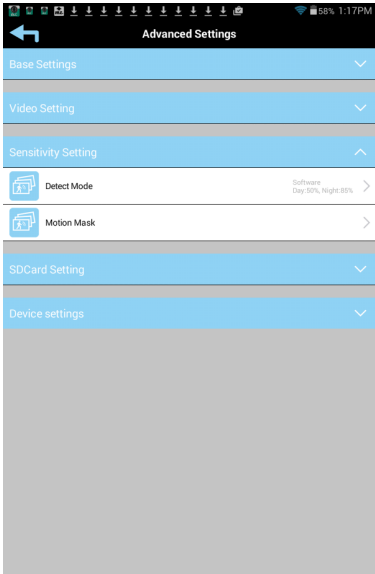 58% 1:17PM
Advanced Settings
Base Settings
Video Setting
Sensitivity Setting
Detect Mode
Software
Day:50%, Night:85%
Motion Mask
SDCard Setting
Device settings